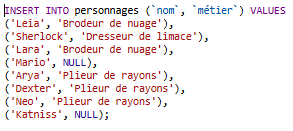 INSERT INTO personnages (`nom`, `métier`) VALUES
('Leia', 'Brodeur de nuage'),
('Sherlock', 'Dresseur de limace'),
('Lara', 'Brodeur de nuage'),
('Mario', NULL),
('Arya', 'Plieur de rayons'),
('Dexter', 'Plieur de rayons'),
('Neo', 'Plieur de rayons'),
('Katniss', NULL);